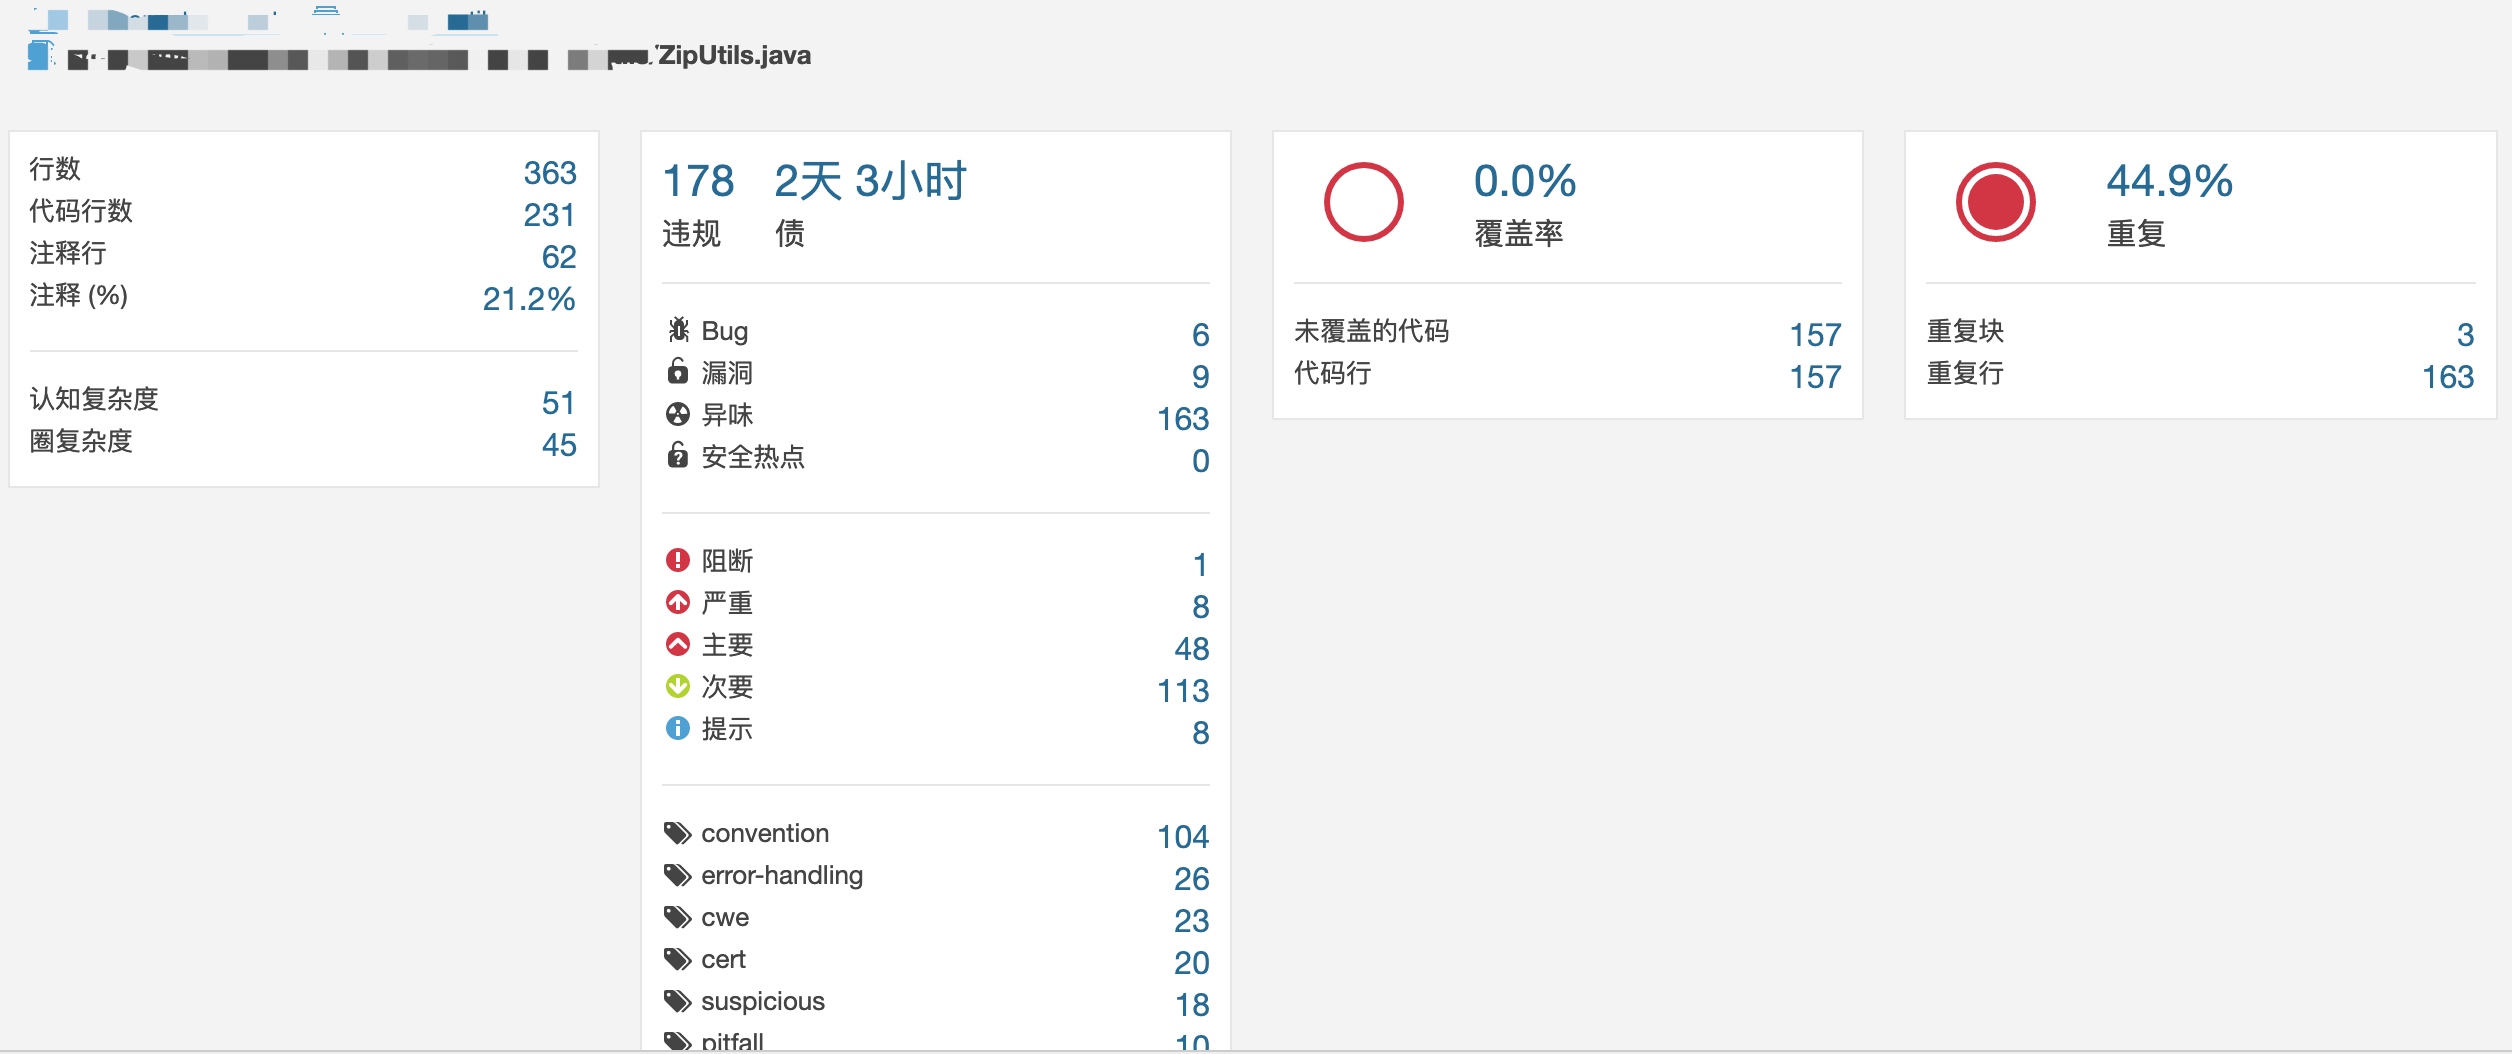 ZipUtils.java
行数 363
代码行数 231
注释行 62
注释 (%) 21.2%
认知复杂度 51
圈复杂度 45
178 2天 3小时
违规 债
Bug 6
漏洞 9
异味 163
安全热点 0
阻断 1
严重 8
主要 48
次要 113
提示 8
convention 104
error-handling 26
cwe 23
cert 20
suspicious 18
pitfall 10
0.0%
覆盖率
未覆盖的代码 157
代码行 157
44.9%
重复
重复块 3
重复行 163